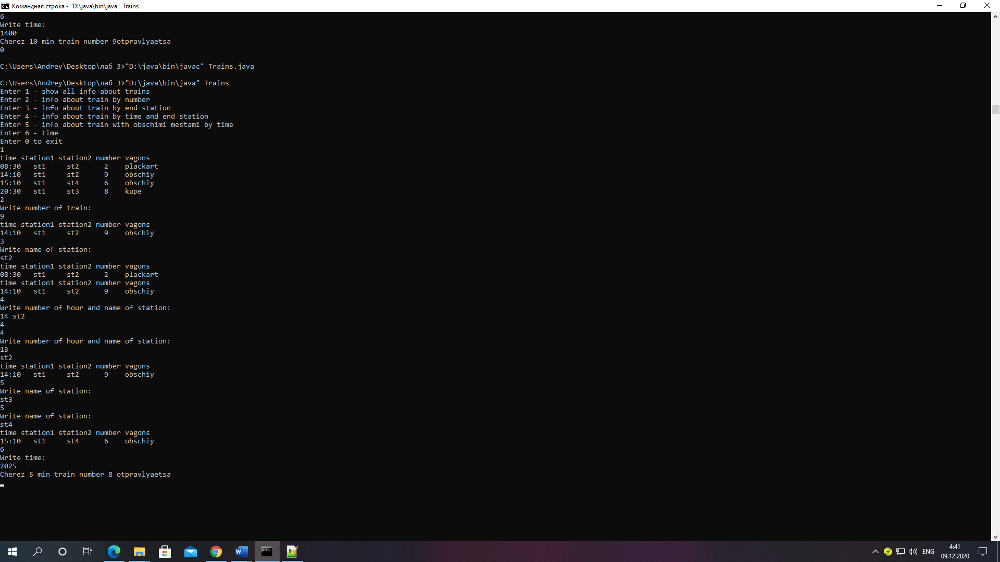 Командная строка - "D:\java\bin\java"  Trains
6
Write time:
1400
Cherez 10 min train number 9otpravlyaetsa
0
C:\Users\Andrey\Desktop\лаб 3>"D:\java\bin\javac" Trains.java
C:\Users\Andrey\Desktop\лаб 3>"D:\java\bin\java" Trains
Enter 1 - show all info about trains
Enter 2 - info about train by number
Enter 3 - info about train by end station
Enter 4 - info about train by time and end station
Enter 5 - info about train with obschimi mestami by time
Enter 6 - time
Enter 0 to exit
1
time station1 station2 number vagons
08:30   st1     st2      2    plackart
14:10   st1     st2      9    obschiy
15:10   st1     st4      6    obschiy
20:30   st1     st3      8    kupe
2
Write number of train:
9
time station1 station2 number vagons
14:10   st1     st2      9    obschiy
3
Write name of station:
st2
time station1 station2 number vagons
08:30   st1     st2      2    plackart
time station1 station2 number vagons
14:10   st1     st2      9    obschiy
4
Write number of hour and name of station:
14 st2
4
4
Write number of hour and name of station:
13
st2
time station1 station2 number vagons
14:10   st1     st2      9    obschiy
5
Write name of station:
st3
5
Write name of station:
st4
time station1 station2 number vagons
15:10   st1     st4      6    obschiy
6
Write time:
2025
Cherez 5 min train number 8 otpravlyaetsa
ENG
4:41
09.12.2020